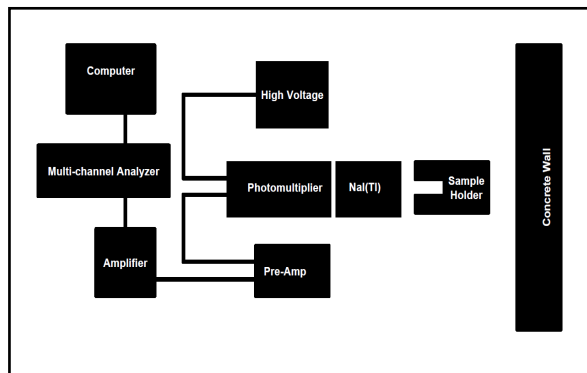 Computer
High Voltage
Multi-channel Analyzer
Photomultiplier
NaI(Tl)
Sample
Holder
Concrete Wall
Amplifier
Pre-Amp